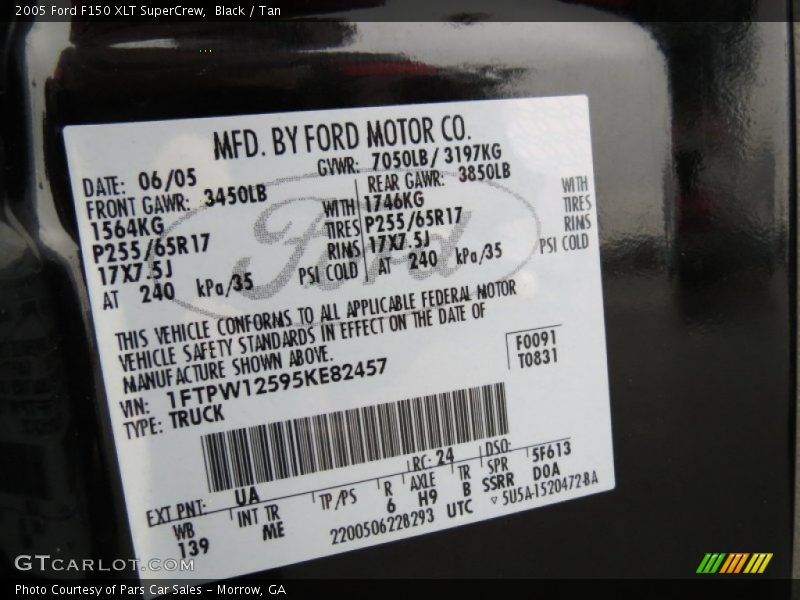 2005 Ford F150 XLT SuperCrew, Black / Tan
MFD. BY FORD MOTOR CO.
DATE: 06/05 GVWR: 7050LB/ 3197KG
FRONT GAWR: 3450LB REAR GAWR: 3850LB
1564KG WITH 1746KG WITH
P255/65R17 TIRES P255/65R17 TIRES
17X7.5J RINS 17X7.5J RINS
AT 240 kPa/35 PSI COLD AT 240 kPa/35 PSI COLD
Ford
THIS VEHICLE CONFORMS TO ALL APPLICABLE FEDERAL MOTOR
VEHICLE SAFETY STANDARDS IN EFFECT ON THE DATE OF
MANUFACTURE SHOWN ABOVE.
F0091
T0831
VIN: 1FTPW12595KE82457
TYPE: TRUCK
EXT PNT: UA RC: 24 DSO:
WB INT TR TP/PS R AXLE TR SPR 5F613
139 ME 6 H9 B SSRR D0A
2200506228293 UTC ▽ 5U5A-1520472-BA
GTCARLOT.COM
Photo Courtesy of Pars Car Sales - Morrow, GA